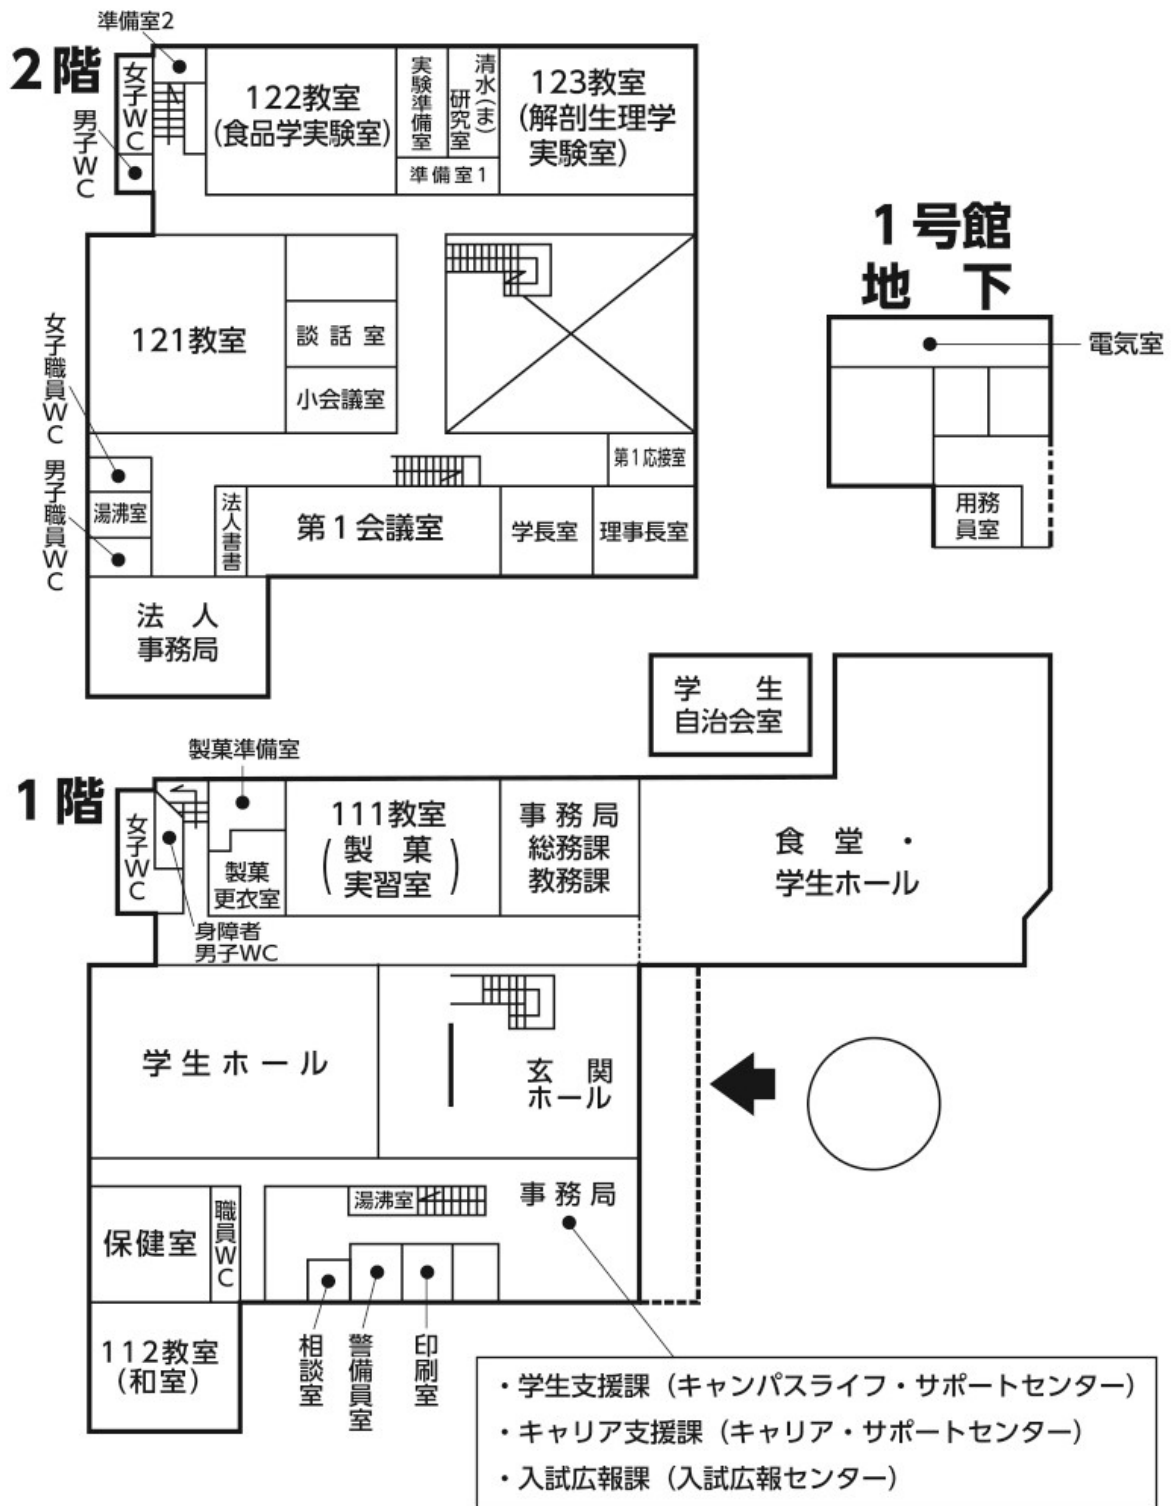 準備室2
2階
女子WC
男子WC
122教室
(食品学実験室)
実験準備室
清水(ま)
研究室
準備室1
123教室
(解剖生理学
実験室)
1号館
地下
電気室
用務
員室
121教室
談話室
小会議室
女子職員WC
男子職員WC
湯沸室
法人書書
第1会議室
学長室
理事長室
第1応接室
法人
事務局
学生
自治会室
1階
製菓準備室
女子WC
製菓
更衣室
身障者
男子WC
111教室
(製菓
実習室)
事務局
総務課
教務課
食堂・
学生ホール
学生ホール
玄関
ホール
保健室
職員WC
湯沸室
事務局
相談室
警備員室
印刷室
112教室
(和室)
・学生支援課（キャンパスライフ・サポートセンター）
・キャリア支援課（キャリア・サポートセンター）
・入試広報課（入試広報センター）